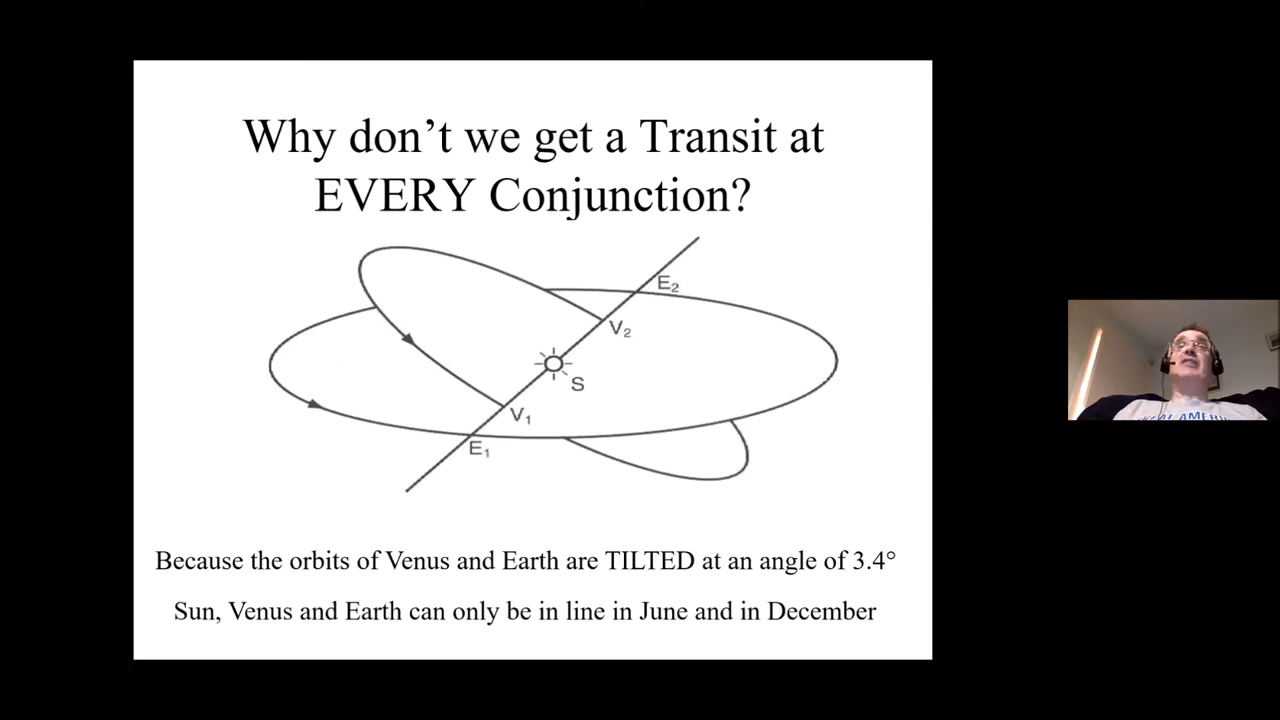 Why don’t we get a Transit at
EVERY Conjunction?
E₂
V₂
S
V₁
E₁
Because the orbits of Venus and Earth are TILTED at an angle of 3.4°
Sun, Venus and Earth can only be in line in June and in December